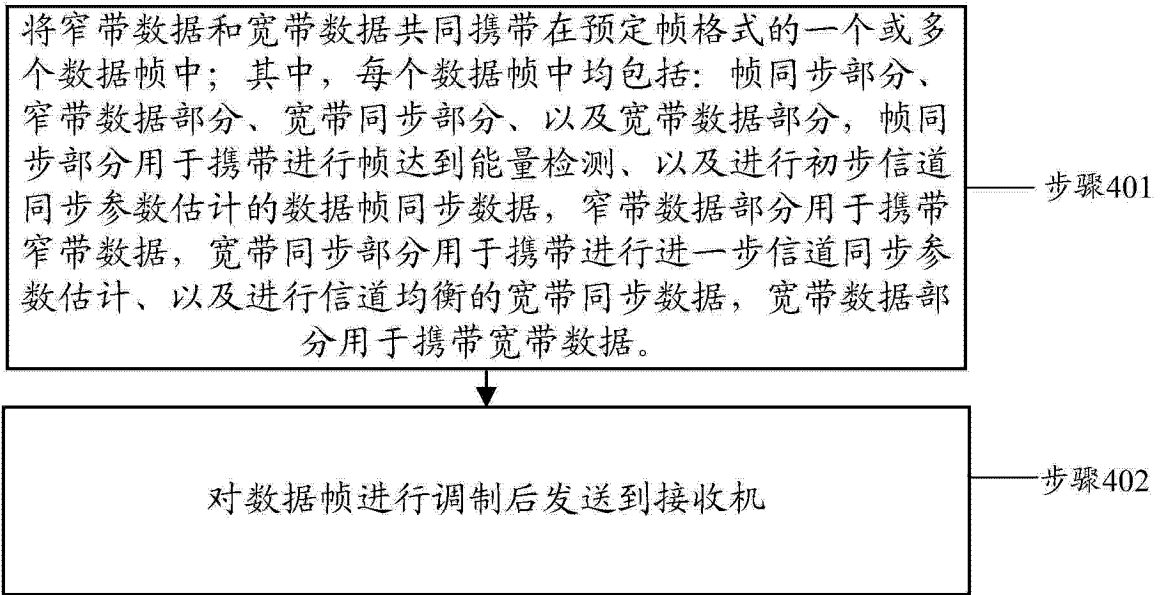 将窄带数据和宽带数据共同携带在预定帧格式的一个或多
个数据帧中；其中，每个数据帧中均包括：帧同步部分、
窄带数据部分、宽带同步部分、以及宽带数据部分，帧同
步部分用于携带进行帧达到能量检测、以及进行初步信道
同步参数估计的数据帧同步数据，窄带数据部分用于携带
窄带数据，宽带同步部分用于携带进行进一步信道同步参
数估计、以及进行信道均衡的宽带同步数据，宽带数据部
分用于携带宽带数据。
步骤401
对数据帧进行调制后发送到接收机
步骤402